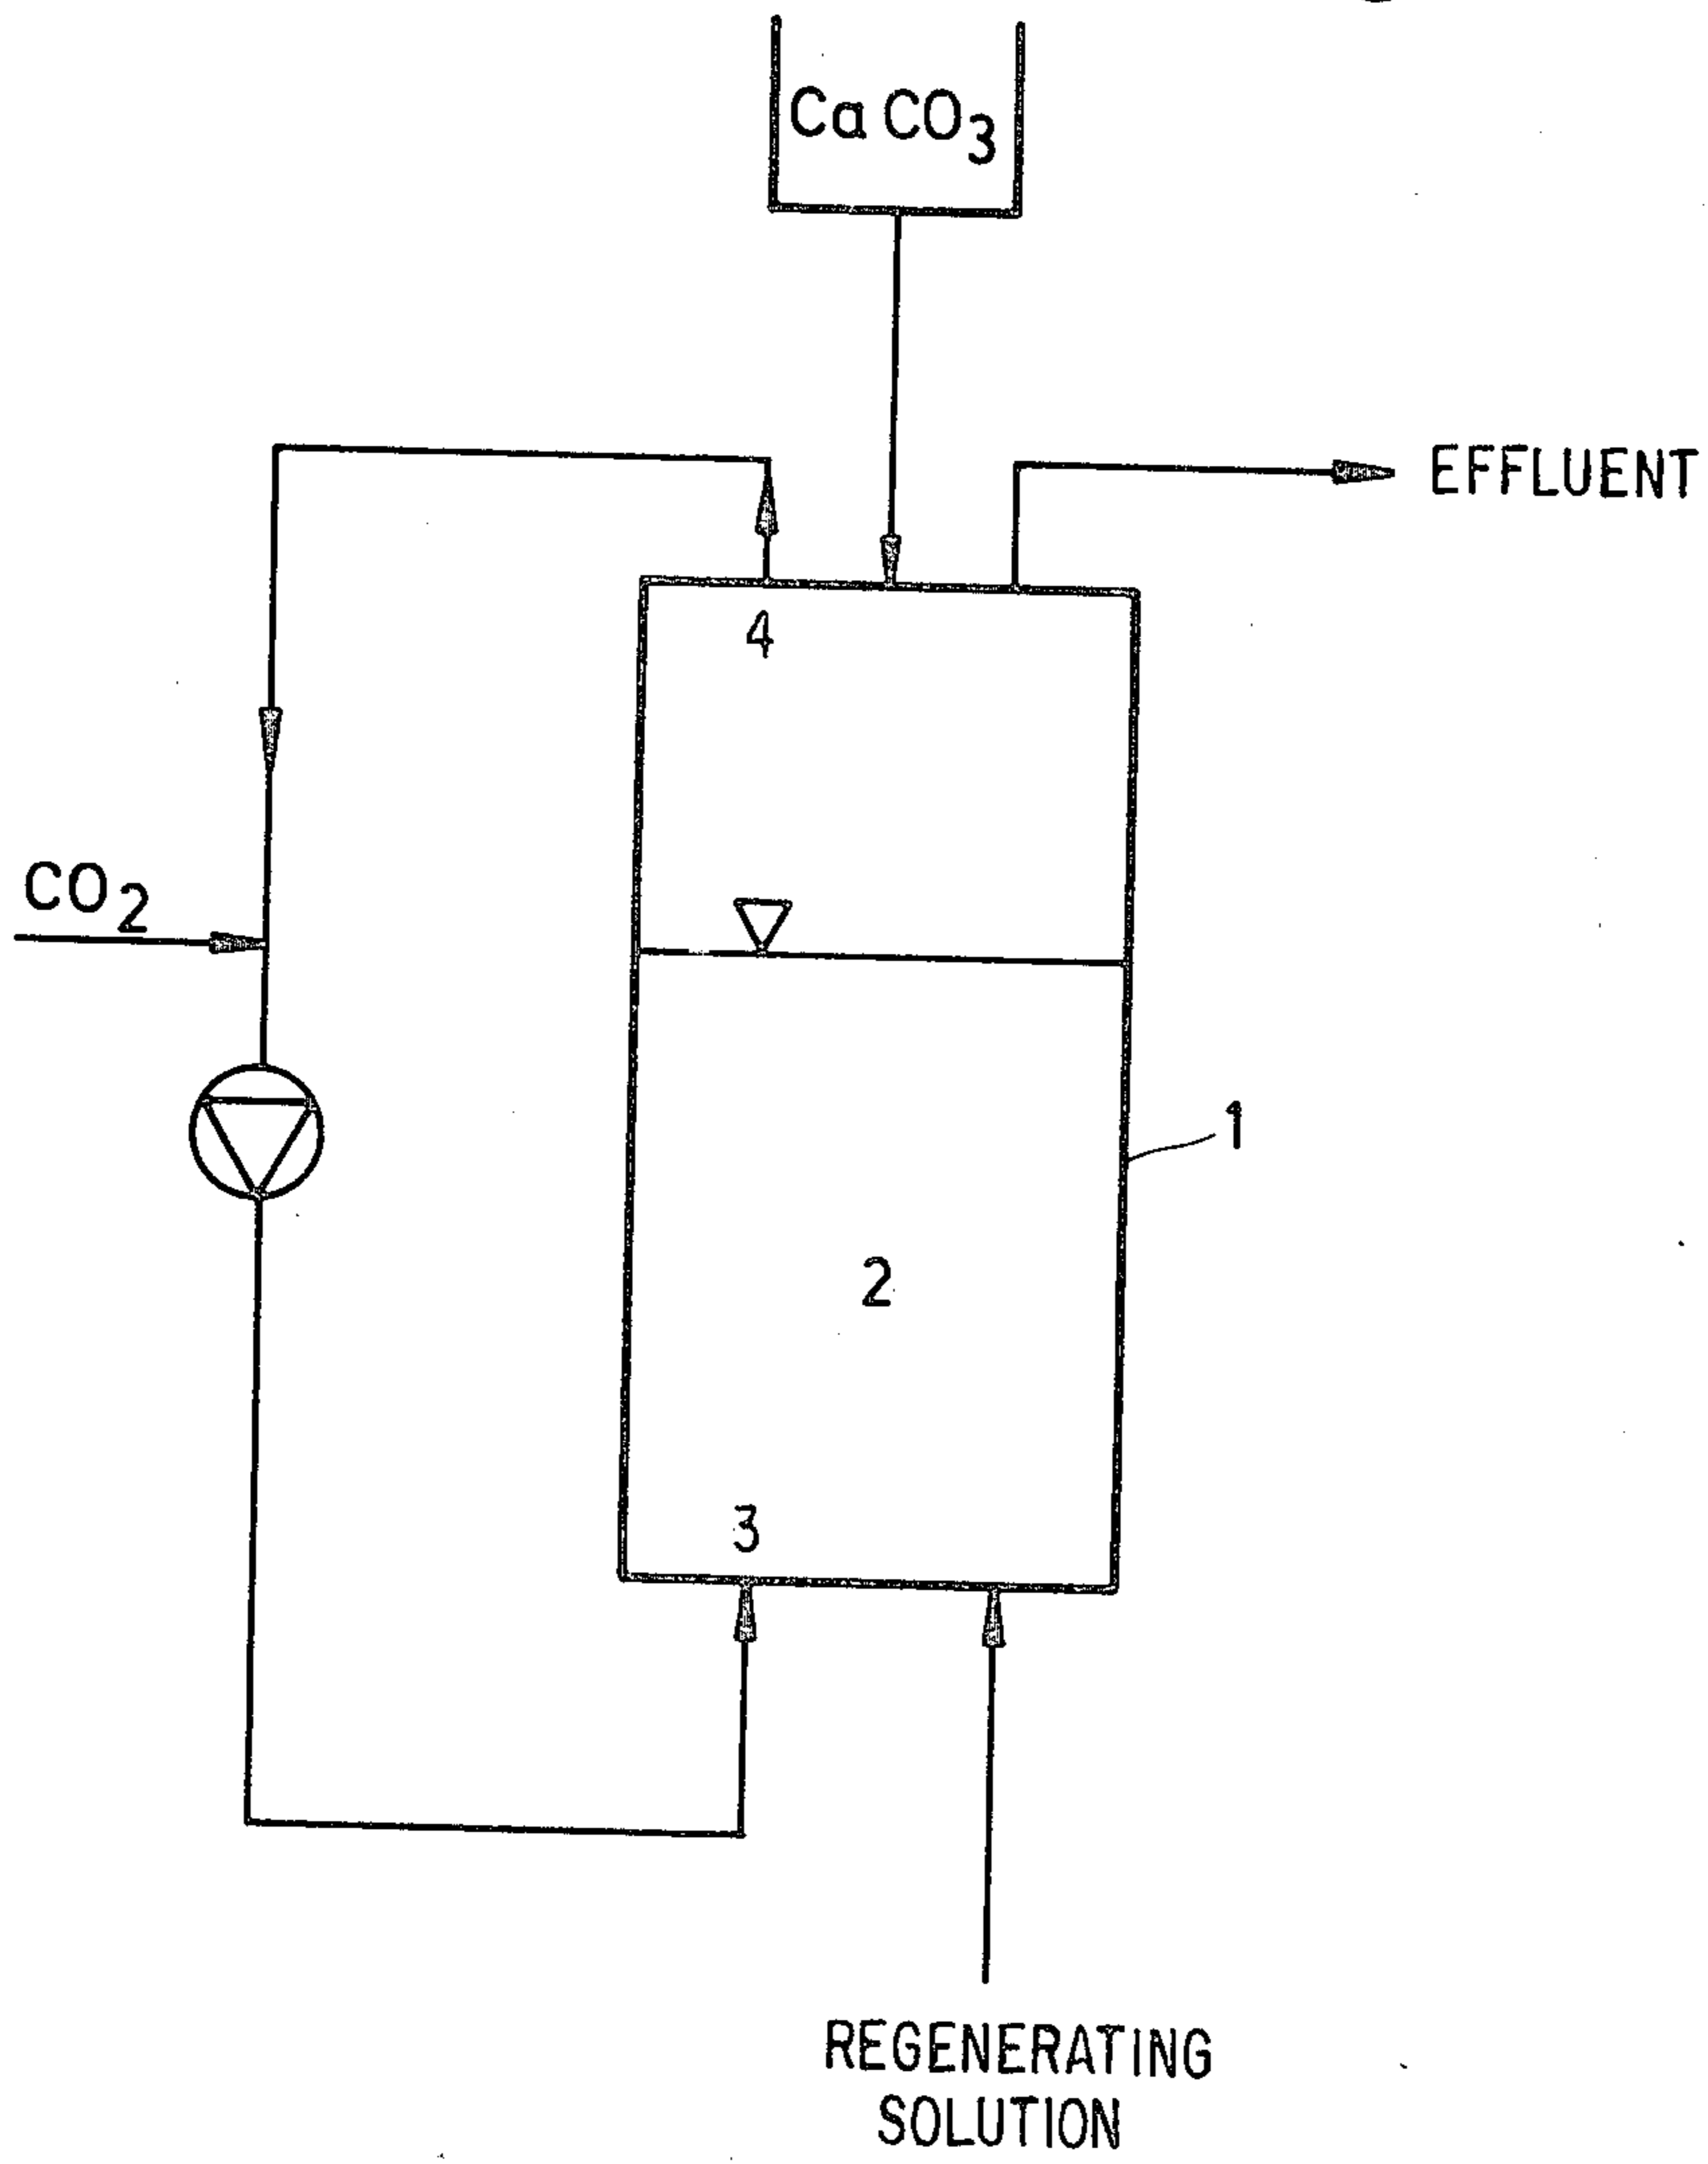 CaCO3
EFFLUENT
4
CO2
1
2
3
REGENERATING
SOLUTION